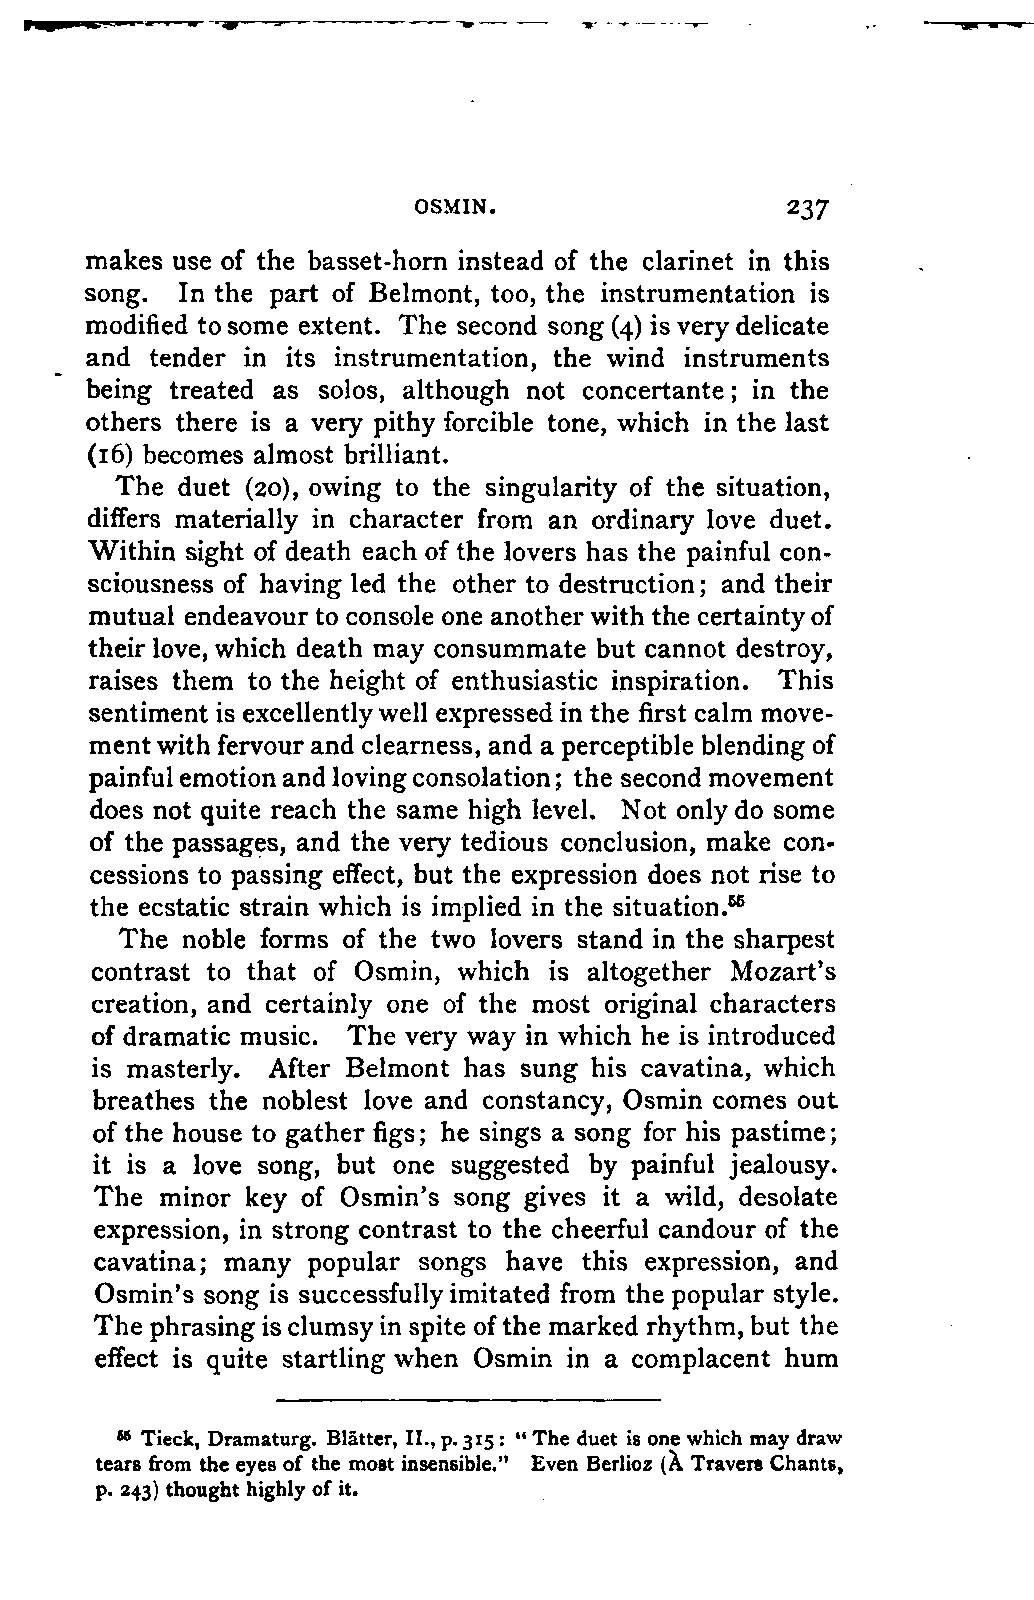 OSMIN. 237
makes use of the basset-horn instead of the clarinet in this
song. In the part of Belmont, too, the instrumentation is
modified to some extent. The second song (4) is very delicate
and tender in its instrumentation, the wind instruments
being treated as solos, although not concertante; in the
others there is a very pithy forcible tone, which in the last
(16) becomes almost brilliant.
The duet (20), owing to the singularity of the situation,
differs materially in character from an ordinary love duet.
Within sight of death each of the lovers has the painful con-
sciousness of having led the other to destruction; and their
mutual endeavour to console one another with the certainty of
their love, which death may consummate but cannot destroy,
raises them to the height of enthusiastic inspiration. This
sentiment is excellently well expressed in the first calm move-
ment with fervour and clearness, and a perceptible blending of
painful emotion and loving consolation; the second movement
does not quite reach the same high level. Not only do some
of the passages, and the very tedious conclusion, make con-
cessions to passing effect, but the expression does not rise to
the ecstatic strain which is implied in the situation.⁵⁵
The noble forms of the two lovers stand in the sharpest
contrast to that of Osmin, which is altogether Mozart's
creation, and certainly one of the most original characters
of dramatic music. The very way in which he is introduced
is masterly. After Belmont has sung his cavatina, which
breathes the noblest love and constancy, Osmin comes out
of the house to gather figs; he sings a song for his pastime;
it is a love song, but one suggested by painful jealousy.
The minor key of Osmin's song gives it a wild, desolate
expression, in strong contrast to the cheerful candour of the
cavatina; many popular songs have this expression, and
Osmin's song is successfully imitated from the popular style.
The phrasing is clumsy in spite of the marked rhythm, but the
effect is quite startling when Osmin in a complacent hum
⁵⁵ Tieck, Dramaturg. Blätter, II., p. 315: "The duet is one which may draw
tears from the eyes of the most insensible." Even Berlioz (À Travers Chants,
p. 243) thought highly of it.